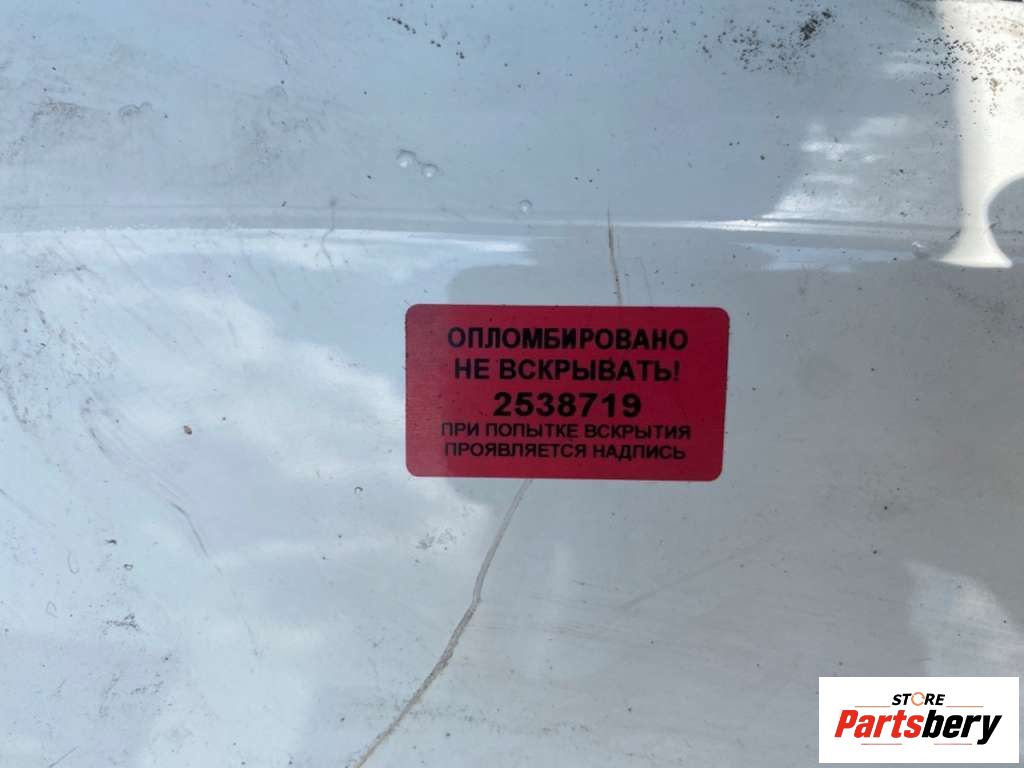 ОПЛОМБИРОВАНО
НЕ ВСКРЫВАТЬ!
2538719
ПРИ ПОПЫТКЕ ВСКРЫТИЯ
ПРОЯВЛЯЕТСЯ НАДПИСЬ
STORE
Partsbery